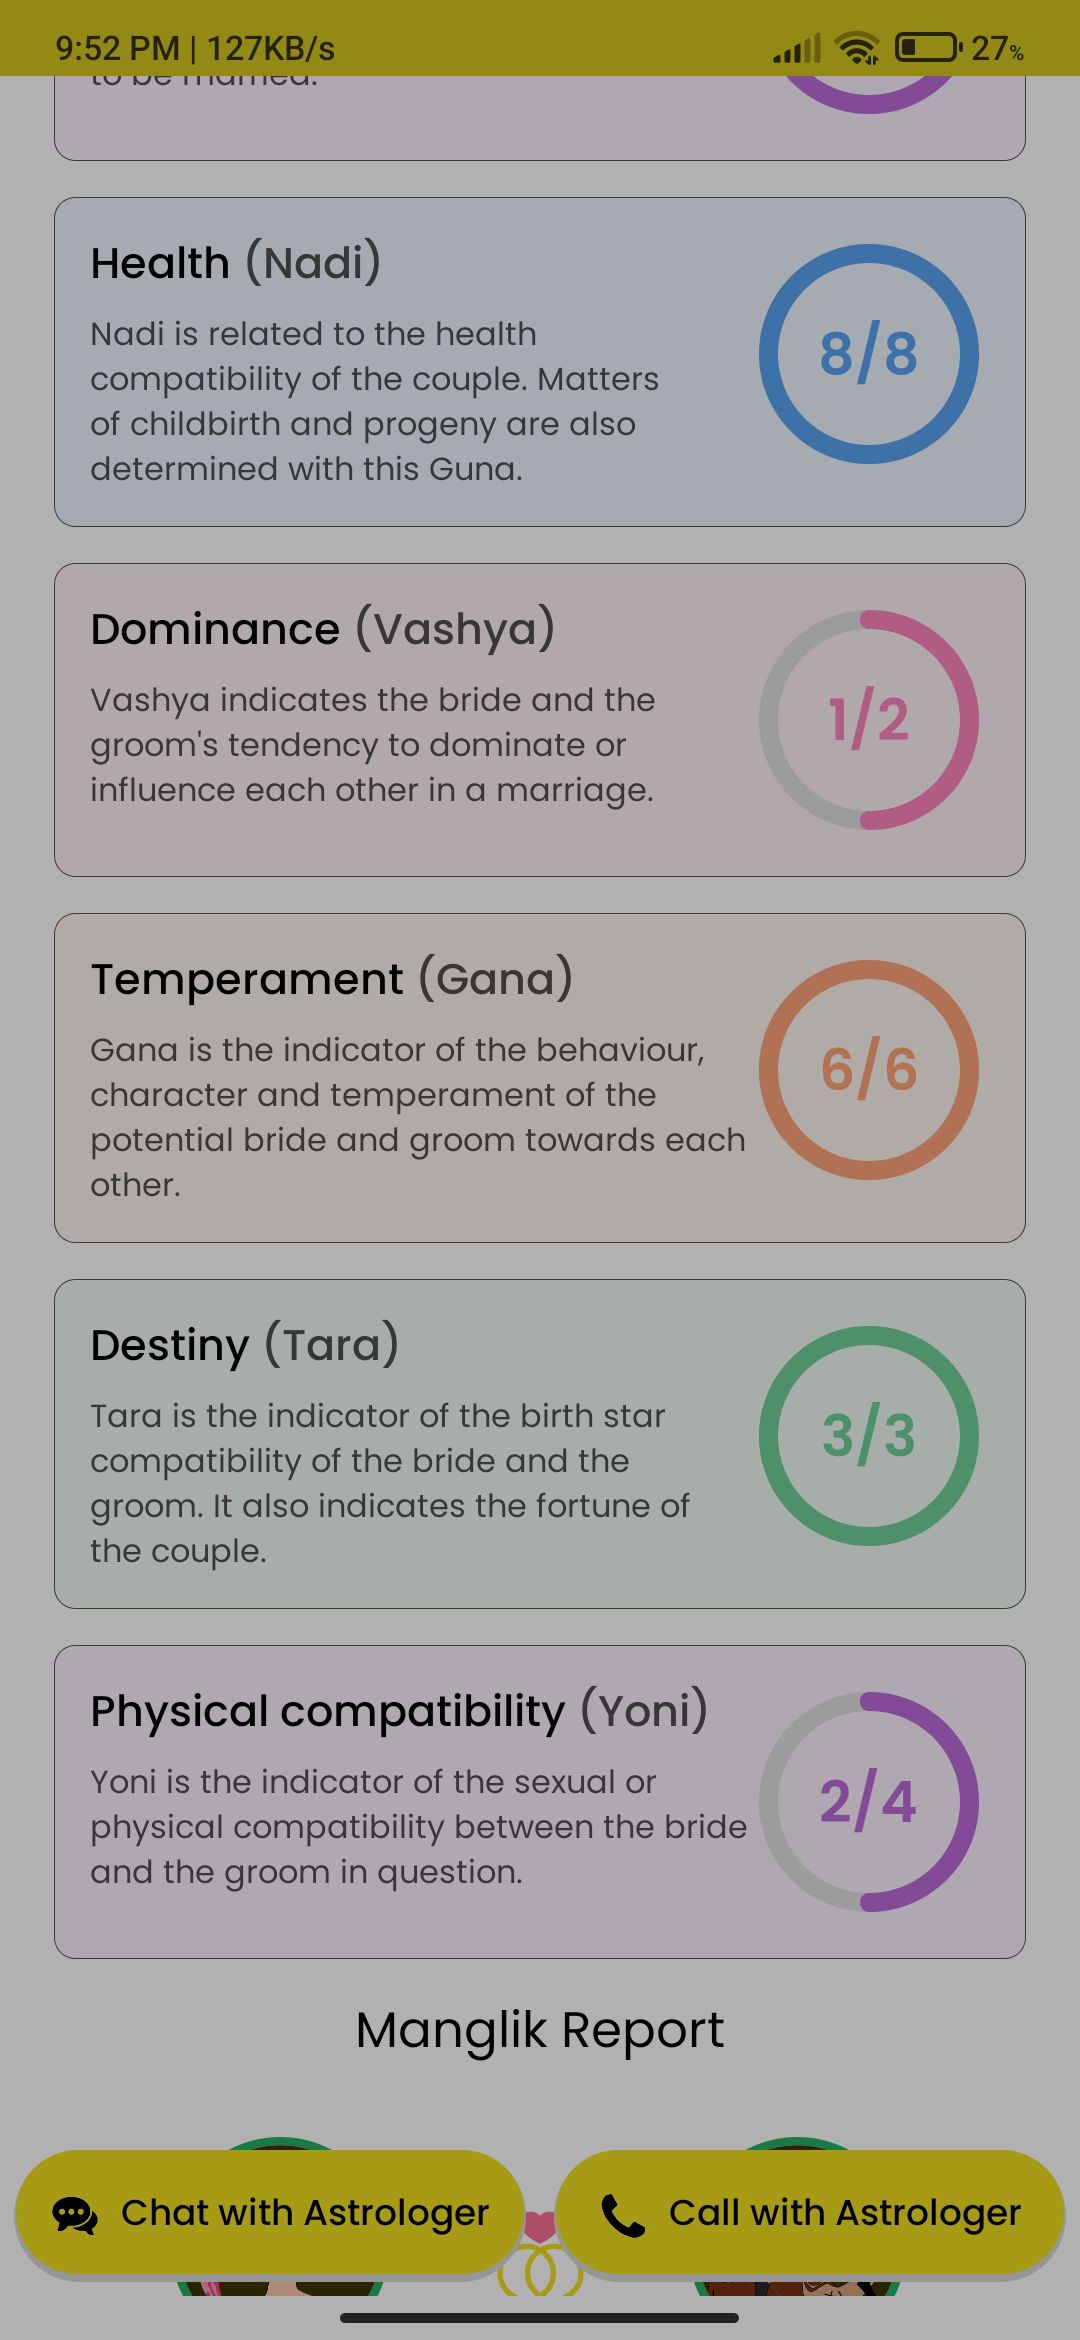 9:52 PM | 127KB/s 27%
to be married.
Health (Nadi)
Nadi is related to the health
compatibility of the couple. Matters
of childbirth and progeny are also
determined with this Guna.
8/8
Dominance (Vashya)
Vashya indicates the bride and the
groom's tendency to dominate or
influence each other in a marriage.
1/2
Temperament (Gana)
Gana is the indicator of the behaviour,
character and temperament of the
potential bride and groom towards each
other.
6/6
Destiny (Tara)
Tara is the indicator of the birth star
compatibility of the bride and the
groom. It also indicates the fortune of
the couple.
3/3
Physical compatibility (Yoni)
Yoni is the indicator of the sexual or
physical compatibility between the bride
and the groom in question.
2/4
Manglik Report
Chat with Astrologer
Call with Astrologer